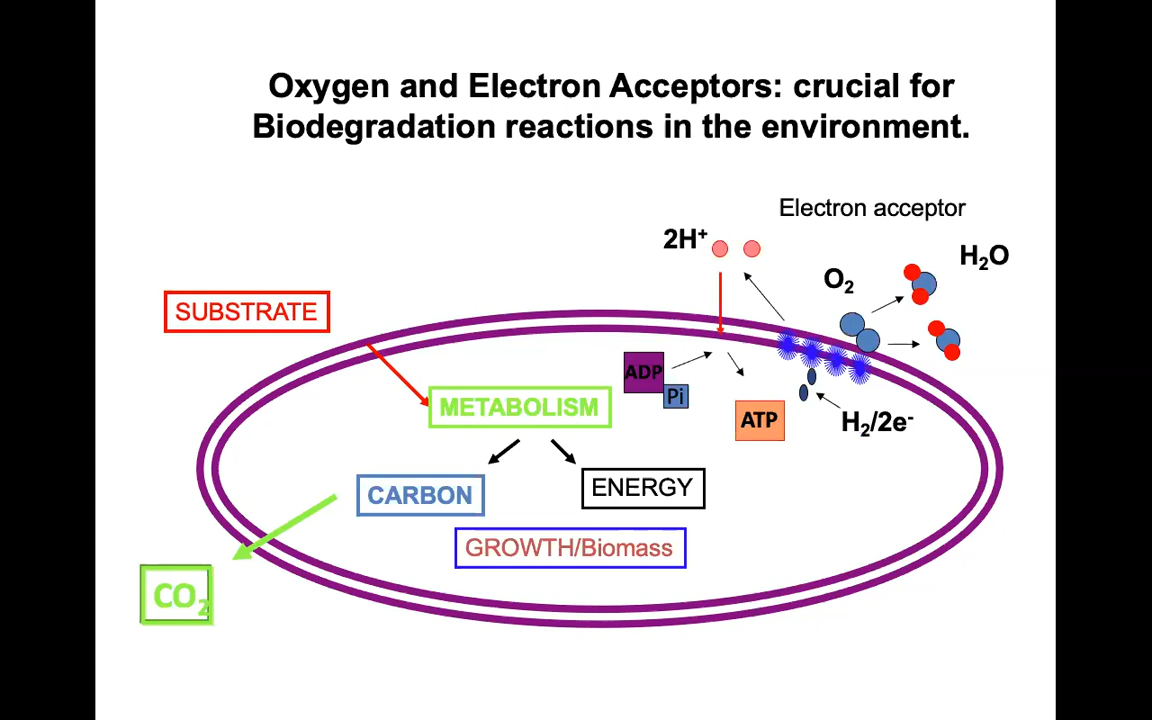 Oxygen and Electron Acceptors: crucial for
Biodegradation reactions in the environment.
Electron acceptor
2H⁺
H₂O
O₂
SUBSTRATE
ADP
Pi
METABOLISM
ATP
H₂/2e⁻
CARBON
ENERGY
GROWTH/Biomass
CO₂